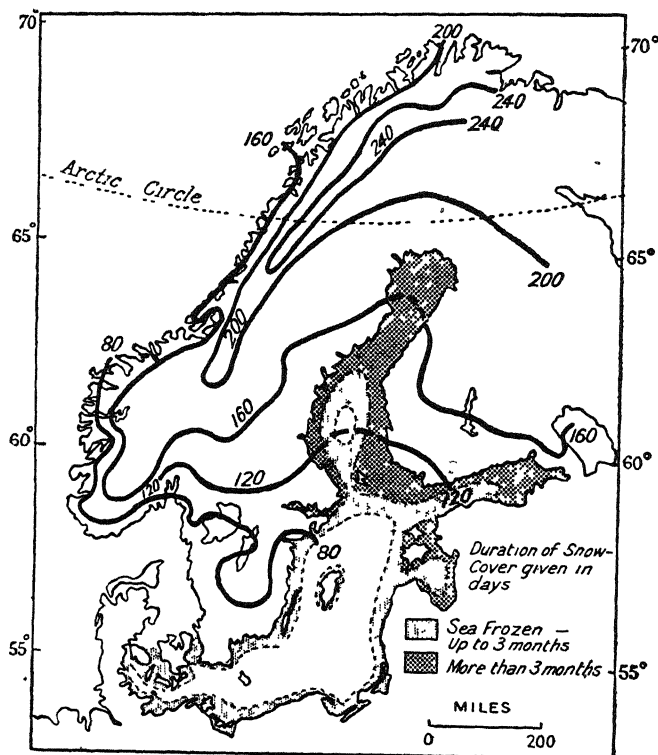 70°
200
70°
240
160
240
240
Arctic Circle
65°
65°
200
200
80
160
60°
160
60°
120
120
120
80
Duration of Snow-
Cover given in
days
Sea Frozen —
Up to 3 months
More than 3 months
55°
55°
MILES
0 200